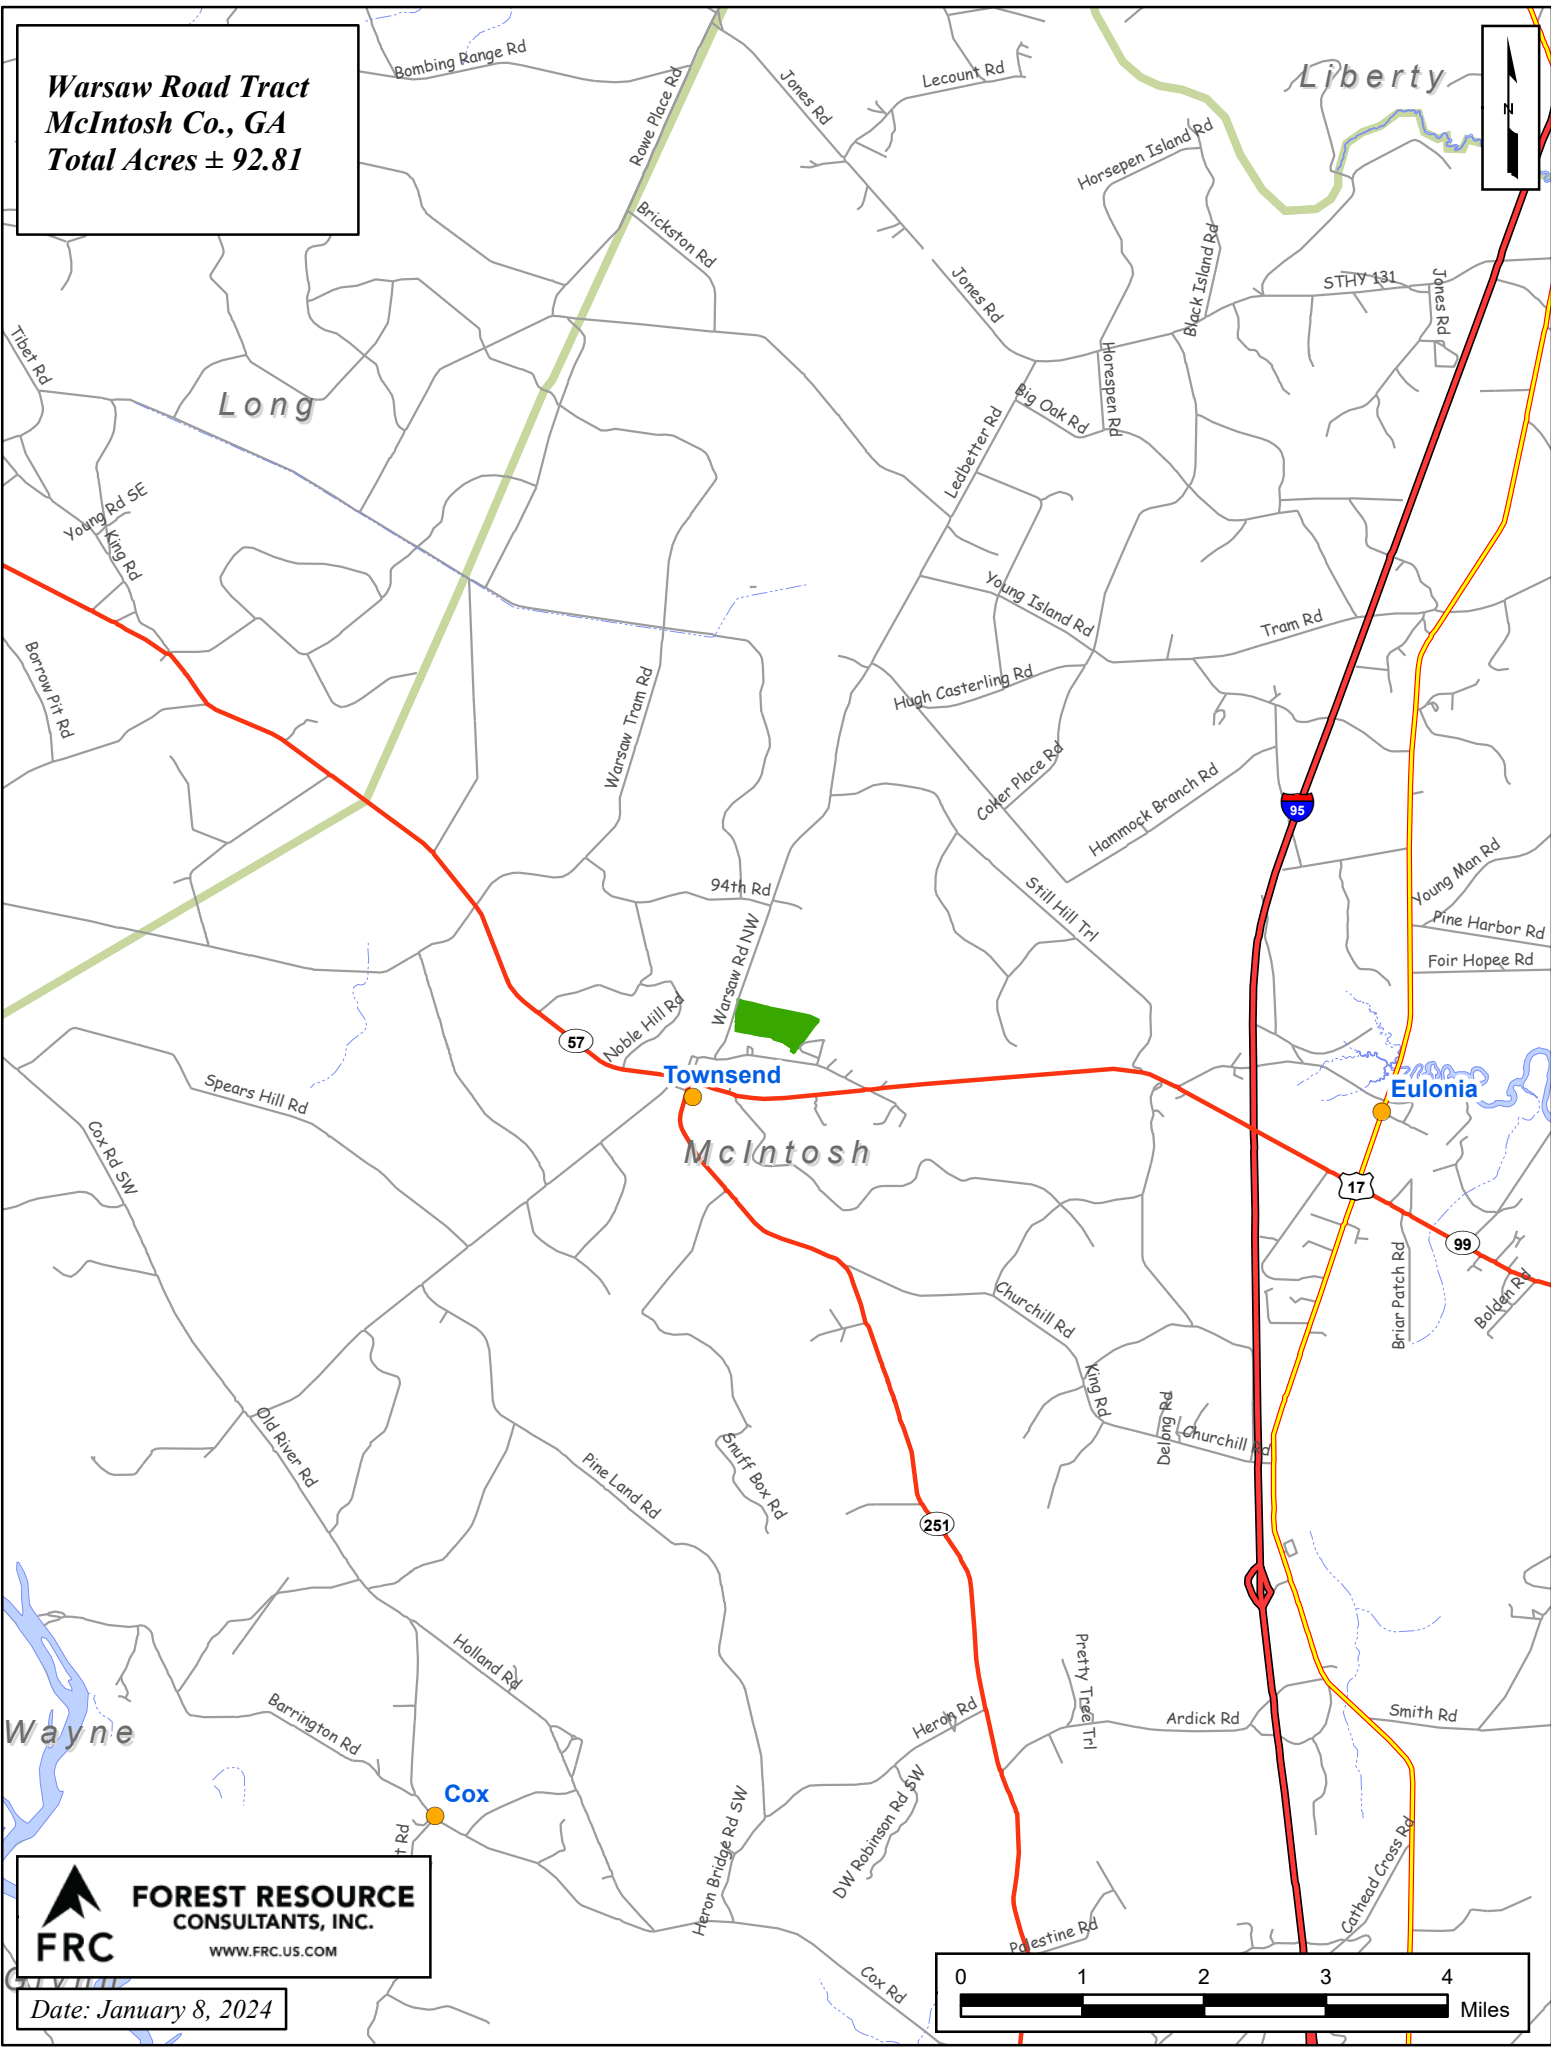 Warsaw Road Tract
McIntosh Co., GA
Total Acres ± 92.81
Bombing Range Rd
Rowe Place Rd
Jones Rd
Lecount Rd
Liberty
N
Horsepen Island Rd
Brickston Rd
Black Island Rd
Jones Rd
STHY 131
Jones Rd
Tibet Rd
Long
Horespen Rd
Big Oak Rd
Ledbetter Rd
Young Rd SE
King Rd
Young Island Rd
Tram Rd
Borrow Pit Rd
Warsaw Tram Rd
Hugh Casterling Rd
Coker Place Rd
Hammock Branch Rd
95
94th Rd
Still Hill Trl
Young Man Rd
Pine Harbor Rd
Foir Hopee Rd
Warsaw Rd NW
Noble Hill Rd
57
Townsend
Eulonia
Spears Hill Rd
Cox Rd SW
McIntosh
17
99
Briar Patch Rd
Bolden Rd
Churchill Rd
King Rd
Delong Rd
Churchill Rd
Old River Rd
Pine Land Rd
Snuff Box Rd
251
Holland Rd
Pretty Tree Trl
Wayne
Barrington Rd
Heron Rd
Ardick Rd
Smith Rd
Cox
t Rd
Heron Bridge Rd SW
DW Robinson Rd SW
Cathead Cross Rd
Palestine Rd
Cox Rd
FRC
FOREST RESOURCE
CONSULTANTS, INC.
WWW.FRC.US.COM
Date: January 8, 2024
0 1 2 3 4
Miles